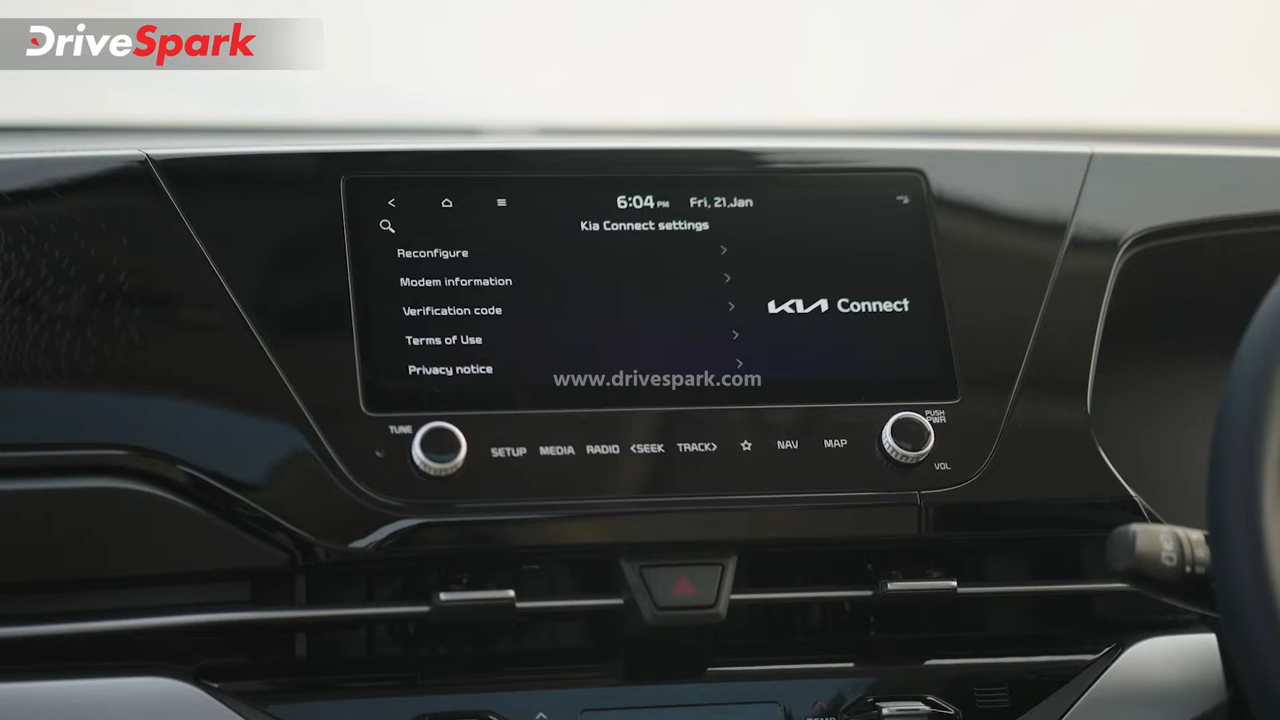 DriveSpark
6:04 PM Fri, 21.Jan
Kia Connect settings
Reconfigure
Modem information
Verification code
Terms of Use
Privacy notice
KIA Connect
www.drivespark.com
TUNE
PUSH
PWR
SETUP MEDIA RADIO <SEEK TRACK> ☆ NAV MAP
VOL
TEMP